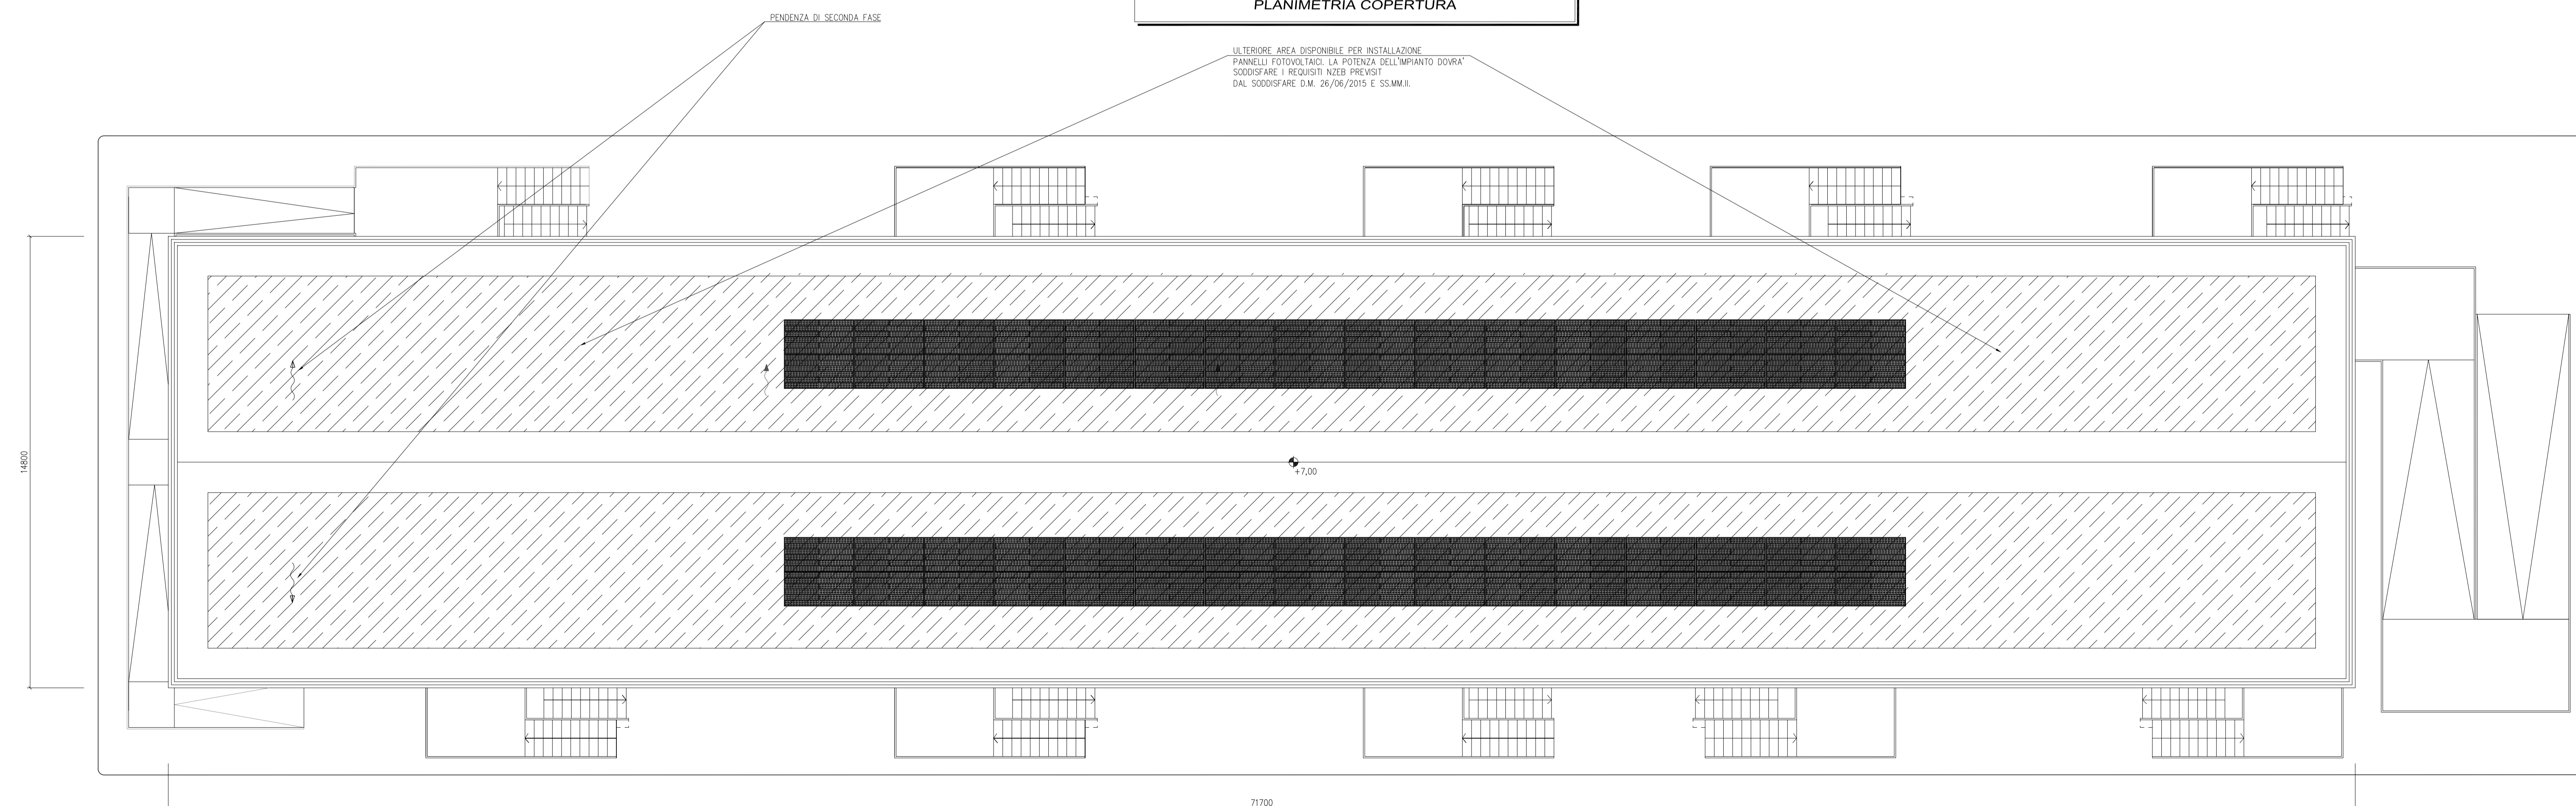 PLANIMETRIA COPERTURA
PENDENZA DI SECONDA FASE
ULTERIORE AREA DISPONIBILE PER INSTALLAZIONE
PANNELLI FOTOVOLTAICI. LA POTENZA DELL'IMPIANTO DOVRA'
SODDISFARE I REQUISITI NZEB PREVISIT
DAL SODDISFARE D.M. 26/06/2015 E SS.MM.II.
14800
+7,00
71700